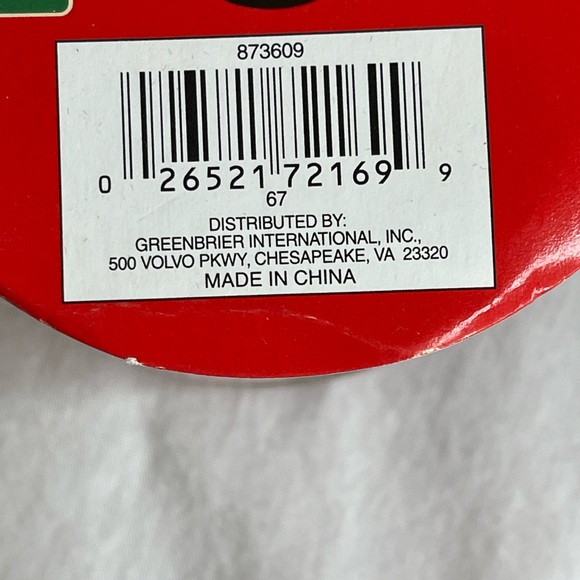 873609
0 26521 72169 9
67
DISTRIBUTED BY:
GREENBRIER INTERNATIONAL, INC.,
500 VOLVO PKWY, CHESAPEAKE, VA 23320
MADE IN CHINA